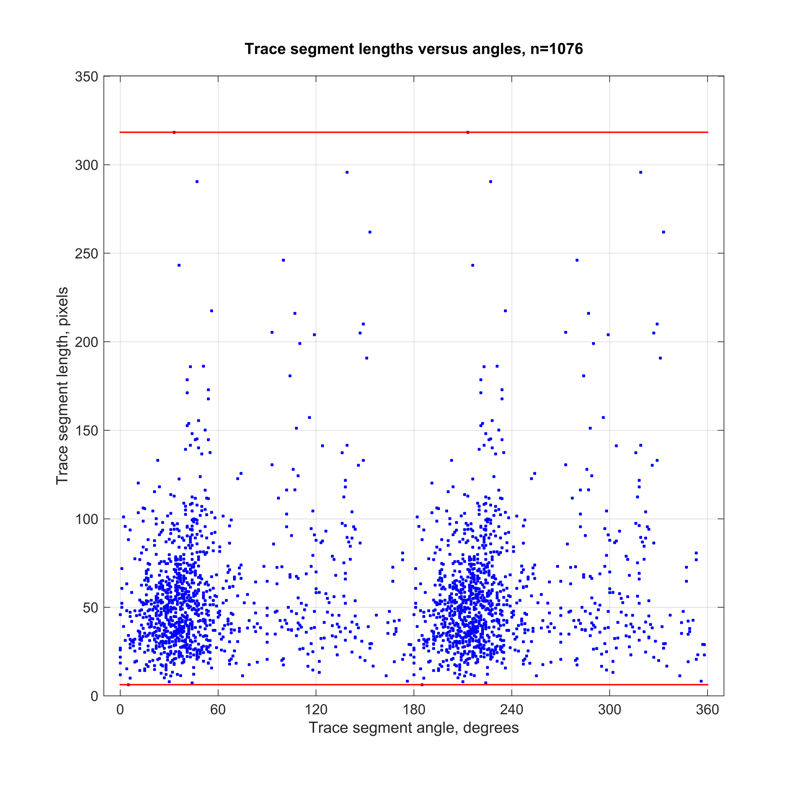 Trace segment lengths versus angles, n=1076
350
300
250
200
150
100
50
0
Trace segment length, pixels
0 60 120 180 240 300 360
Trace segment angle, degrees